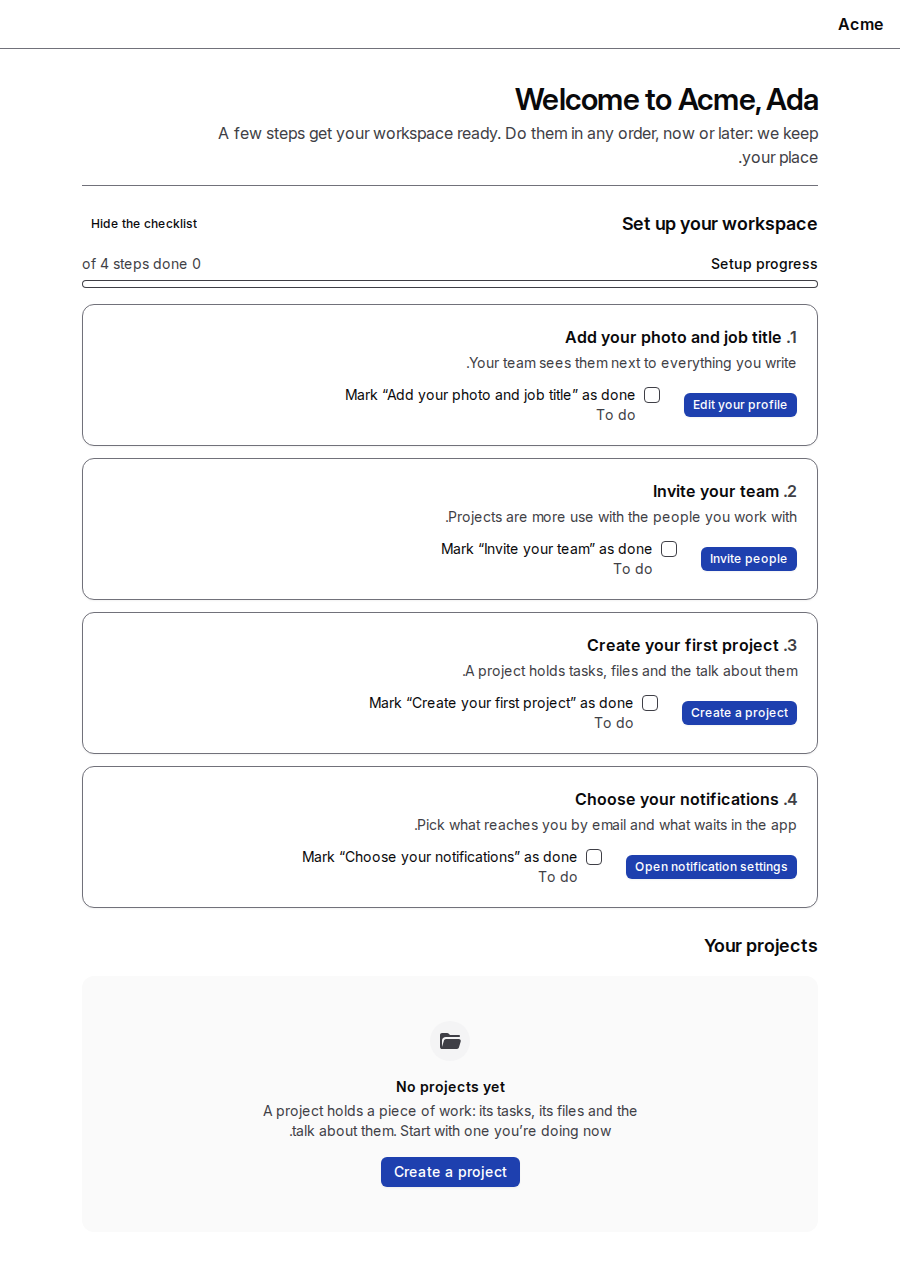 Acme
Welcome to Acme, Ada
A few steps get your workspace ready. Do them in any order, now or later: we keep
.your place
Set up your workspace
Hide the checklist
Setup progress
of 4 steps done 0
Add your photo and job title .1
.Your team sees them next to everything you write
Edit your profile
Mark “Add your photo and job title” as done
To do
Invite your team .2
.Projects are more use with the people you work with
Invite people
Mark “Invite your team” as done
To do
Create your first project .3
.A project holds tasks, files and the talk about them
Create a project
Mark “Create your first project” as done
To do
Choose your notifications .4
.Pick what reaches you by email and what waits in the app
Open notification settings
Mark “Choose your notifications” as done
To do
Your projects
No projects yet
A project holds a piece of work: its tasks, its files and the
.talk about them. Start with one you’re doing now
Create a project